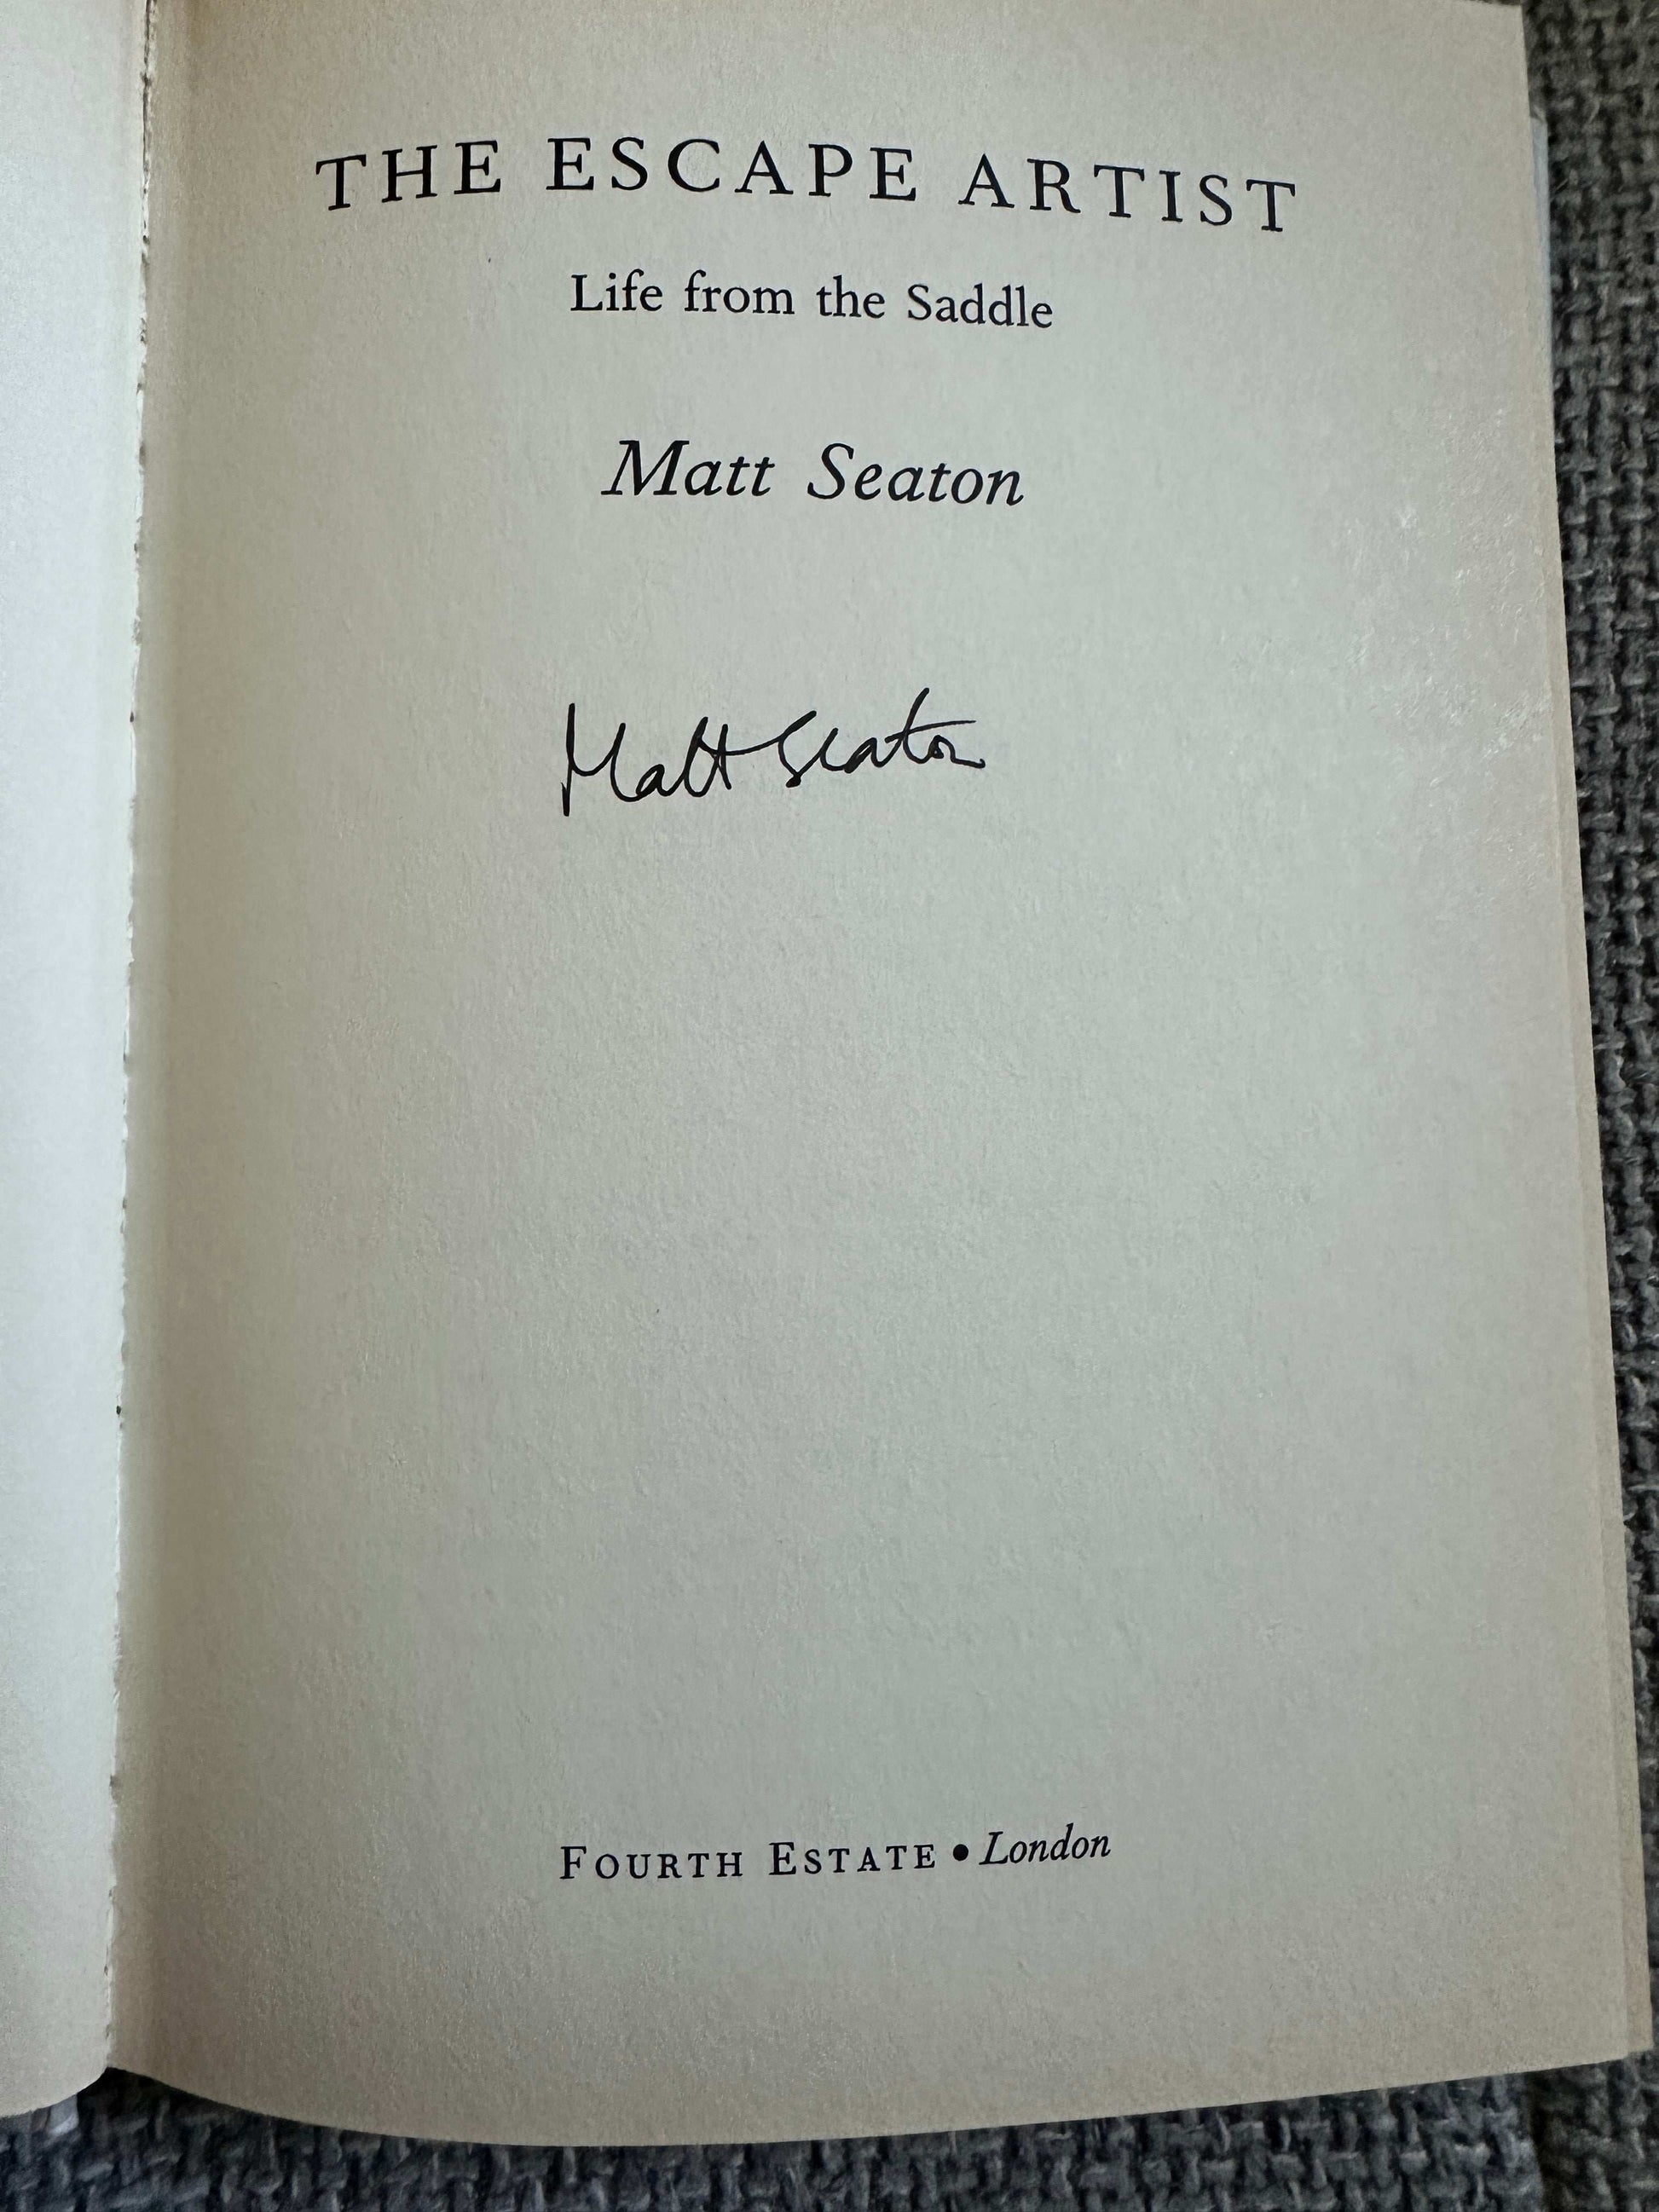 THE ESCAPE ARTIST
Life from the Saddle
Matt Seaton
Matt Seaton
FOURTH ESTATE • London